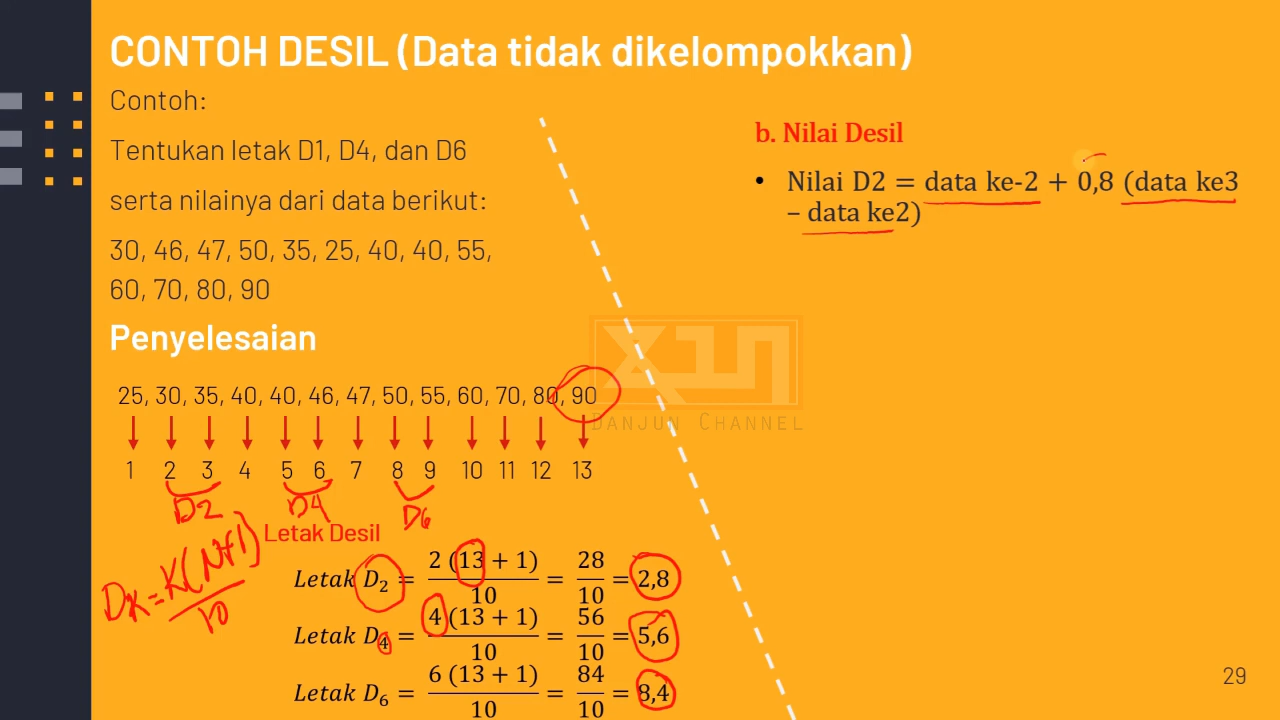 CONTOH DESIL (Data tidak dikelompokkan)
Contoh:
Tentukan letak D1, D4, dan D6
serta nilainya dari data berikut:
30, 46, 47, 50, 35, 25, 40, 40, 55,
60, 70, 80, 90
Penyelesaian
25, 30, 35, 40, 40, 46, 47, 50, 55, 60, 70, 80, 90
1 2 3 4 5 6 7 8 9 10 11 12 13
D2 D4 D6
Letak Desil
DK = K(N+1) / 10
Letak D₂ = 2 (13 + 1) / 10 = 28 / 10 = 2,8
Letak D₄ = 4 (13 + 1) / 10 = 56 / 10 = 5,6
Letak D₆ = 6 (13 + 1) / 10 = 84 / 10 = 8,4
b. Nilai Desil
• Nilai D2 = data ke-2 + 0,8 (data ke3
– data ke2)
DANJUN CHANNEL
29